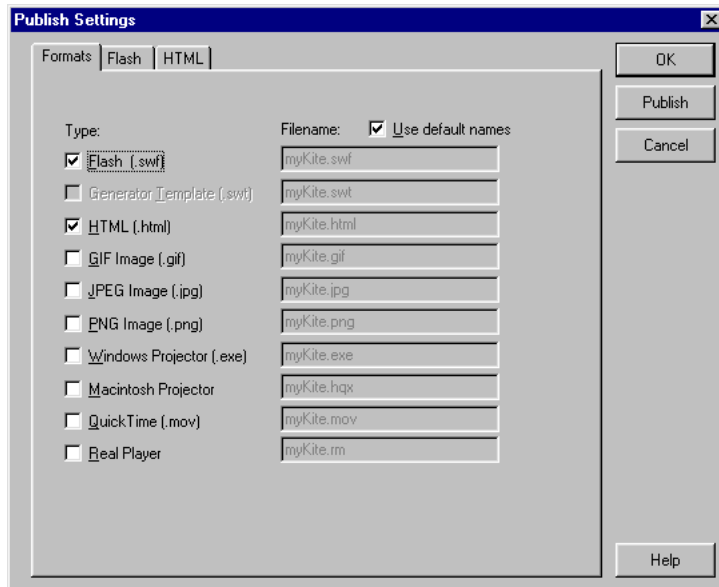 Publish Settings
Formats Flash HTML
OK
Publish
Cancel
Type: Filename: Use default names
Flash (.swf) myKite.swf
Generator Template (.swt) myKite.swt
HTML (.html) myKite.html
GIF Image (.gif) myKite.gif
JPEG Image (.jpg) myKite.jpg
PNG Image (.png) myKite.png
Windows Projector (.exe) myKite.exe
Macintosh Projector myKite.hqx
QuickTime (.mov) myKite.mov
Real Player myKite.rm
Help